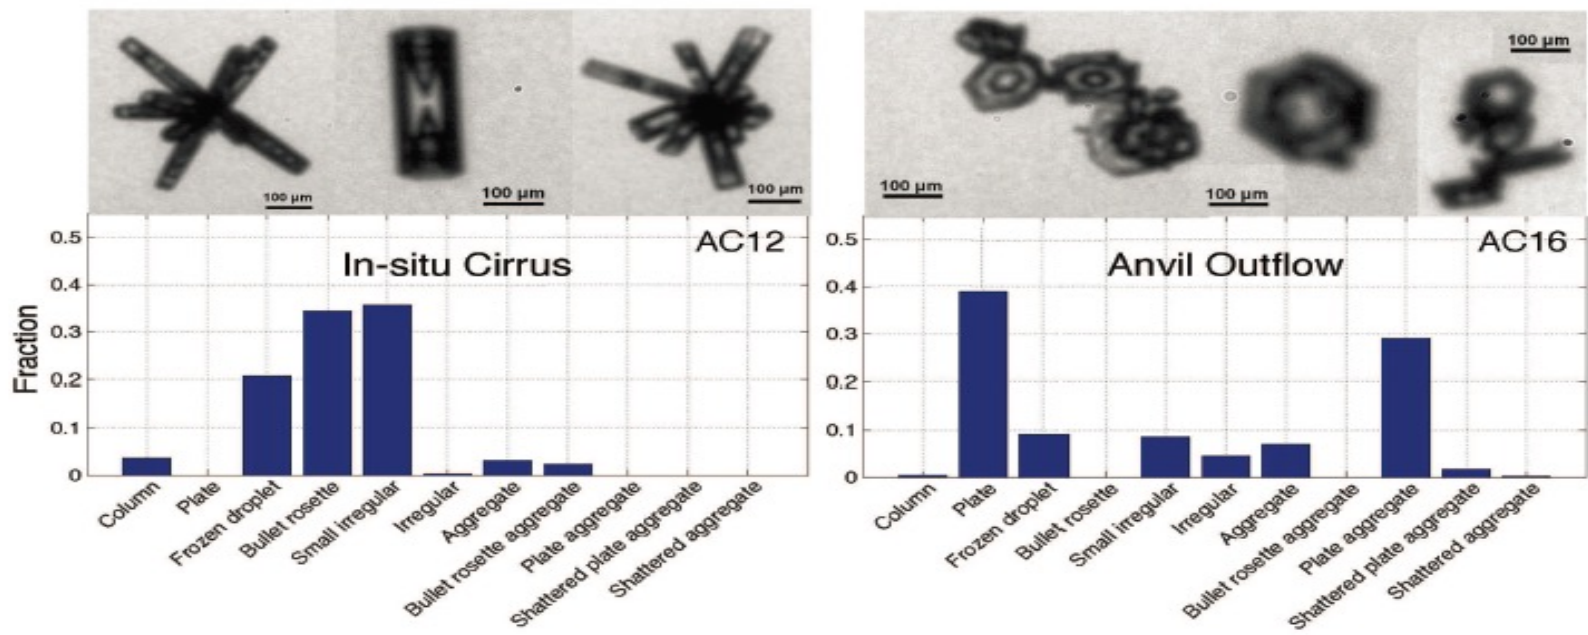 100 µm
100 µm
100 µm
100 µm
100 µm
100 µm
In-situ Cirrus
AC12
Fraction
0.5
0.4
0.3
0.2
0.1
0
Column
Plate
Frozen droplet
Bullet rosette
Small irregular
Irregular
Aggregate
Bullet rosette aggregate
Plate aggregate
Shattered plate aggregate
Shattered aggregate
Anvil Outflow
AC16
0.5
0.4
0.3
0.2
0.1
0
Column
Plate
Frozen droplet
Bullet rosette
Small irregular
Irregular
Aggregate
Bullet rosette aggregate
Plate aggregate
Shattered plate aggregate
Shattered aggregate